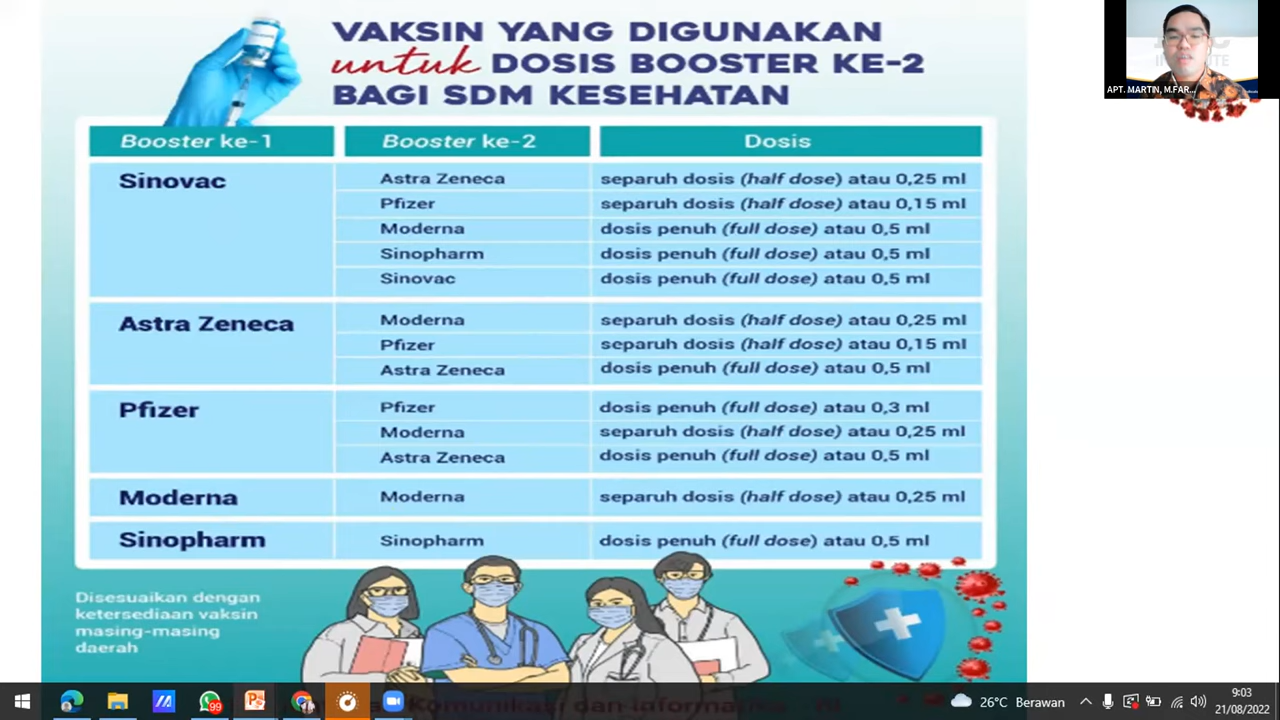 VAKSIN YANG DIGUNAKAN
untuk DOSIS BOOSTER KE-2
BAGI SDM KESEHATAN
APT. MARTIN, M.FAR...
Booster ke-1 Booster ke-2 Dosis
Sinovac Astra Zeneca separuh dosis (half dose) atau 0,25 ml
Pfizer separuh dosis (half dose) atau 0,15 ml
Moderna dosis penuh (full dose) atau 0,5 ml
Sinopharm dosis penuh (full dose) atau 0,5 ml
Sinovac dosis penuh (full dose) atau 0,5 ml
Astra Zeneca Moderna separuh dosis (half dose) atau 0,25 ml
Pfizer separuh dosis (half dose) atau 0,15 ml
Astra Zeneca dosis penuh (full dose) atau 0,5 ml
Pfizer Pfizer dosis penuh (full dose) atau 0,3 ml
Moderna separuh dosis (half dose) atau 0,25 ml
Astra Zeneca dosis penuh (full dose) atau 0,5 ml
Moderna Moderna separuh dosis (half dose) atau 0,25 ml
Sinopharm Sinopharm dosis penuh (full dose) atau 0,5 ml
Disesuaikan dengan
ketersediaan vaksin
masing-masing
daerah
Komunikasi dan Informatika
99
26°C Berawan
9:03
21/08/2022